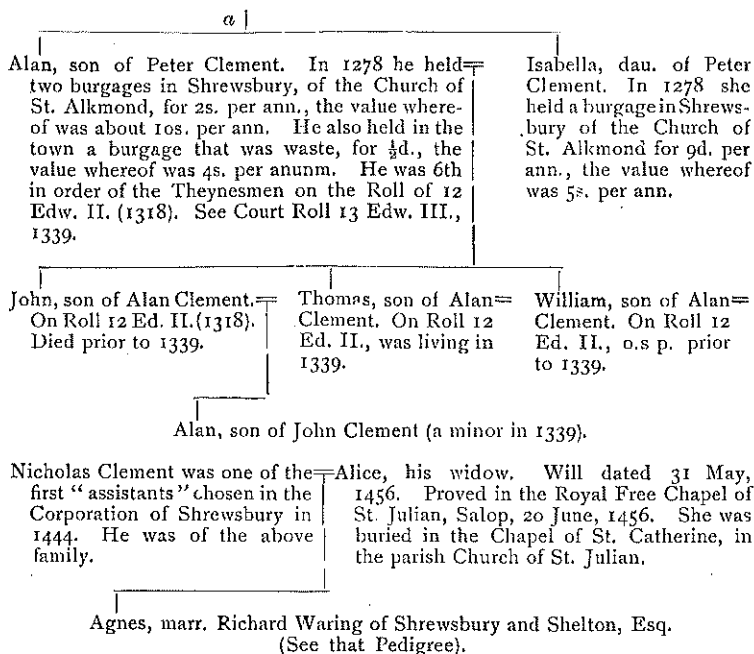 a
Alan, son of Peter Clement. In 1278 he held
two burgages in Shrewsbury, of the Church of
St. Alkmond, for 2s. per ann., the value where-
of was about 10s. per ann. He also held in the
town a burgage that was waste, for ½d., the
value whereof was 4s. per anunm. He was 6th
in order of the Theynesmen on the Roll of 12
Edw. II. (1318). See Court Roll 13 Edw. III.,
1339.
Isabella, dau. of Peter
Clement. In 1278 she
held a burgage in Shrews-
bury of the Church of
St. Alkmond for 9d. per
ann., the value whereof
was 5s. per ann.
John, son of Alan Clement.
On Roll 12 Ed. II. (1318).
Died prior to 1339.
Thomas, son of Alan
Clement. On Roll 12
Ed. II., was living in
1339.
William, son of Alan
Clement. On Roll 12
Ed. II., o.s p. prior
to 1339.
Alan, son of John Clement (a minor in 1339).
Nicholas Clement was one of the
first "assistants" chosen in the
Corporation of Shrewsbury in
1444. He was of the above
family.
Alice, his widow. Will dated 31 May,
1456. Proved in the Royal Free Chapel of
St. Julian, Salop, 20 June, 1456. She was
buried in the Chapel of St. Catherine, in
the parish Church of St. Julian.
Agnes, marr. Richard Waring of Shrewsbury and Shelton, Esq.
(See that Pedigree).